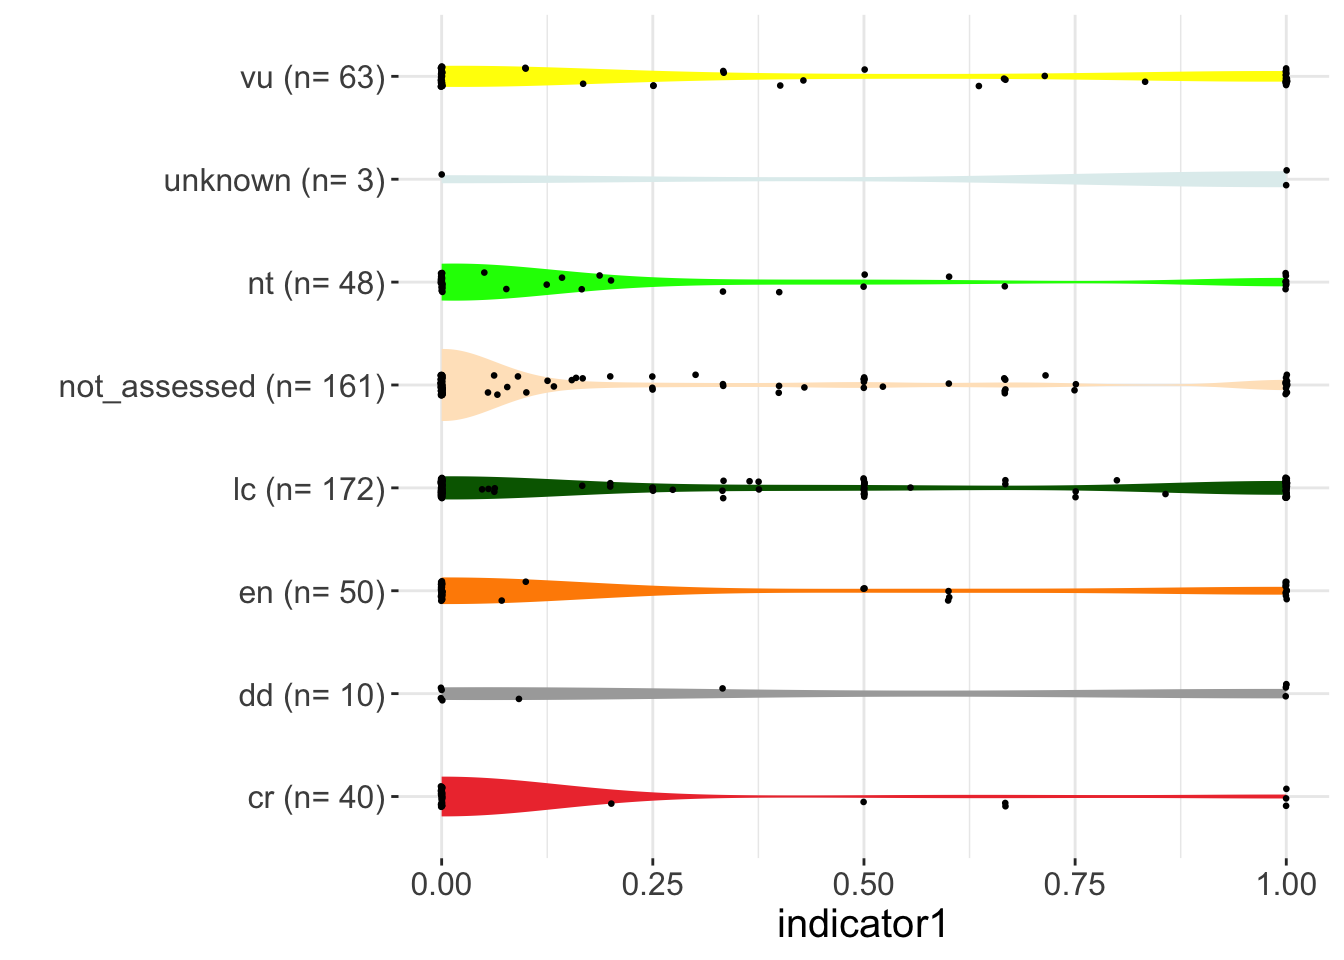 vu (n= 63)
unknown (n= 3)
nt (n= 48)
not_assessed (n= 161)
lc (n= 172)
en (n= 50)
dd (n= 10)
cr (n= 40)
0.00 0.25 0.50 0.75 1.00
indicator1